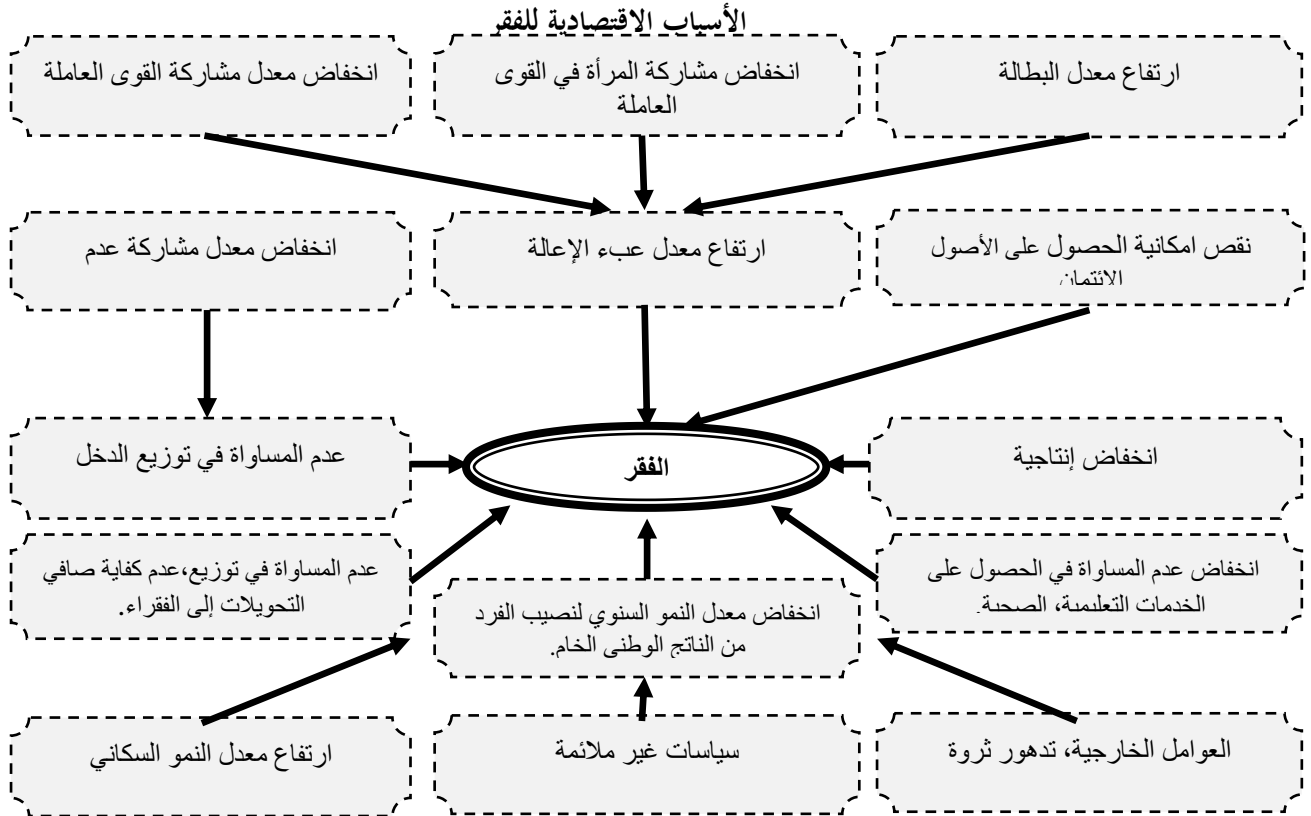 الأسباب الاقتصادية للفقر
ارتفاع معدل البطالة
انخفاض مشاركة المرأة في القوى
العاملة
انخفاض معدل مشاركة القوى العاملة
نقص امكانية الحصول على الأصول
الائتمان
ارتفاع معدل عبء الإعالة
انخفاض معدل مشاركة عدم
انخفاض إنتاجية
الفقر
عدم المساواة في توزيع الدخل
انخفاض عدم المساواة في الحصول على
الخدمات التعليمية، الصحية
انخفاض معدل النمو السنوي لنصيب الفرد
من الناتج الوطني الخام.
عدم المساواة في توزيع،عدم كفاية صافي
التحويلات إلى الفقراء.
العوامل الخارجية، تدهور ثروة
سياسات غير ملائمة
ارتفاع معدل النمو السكاني